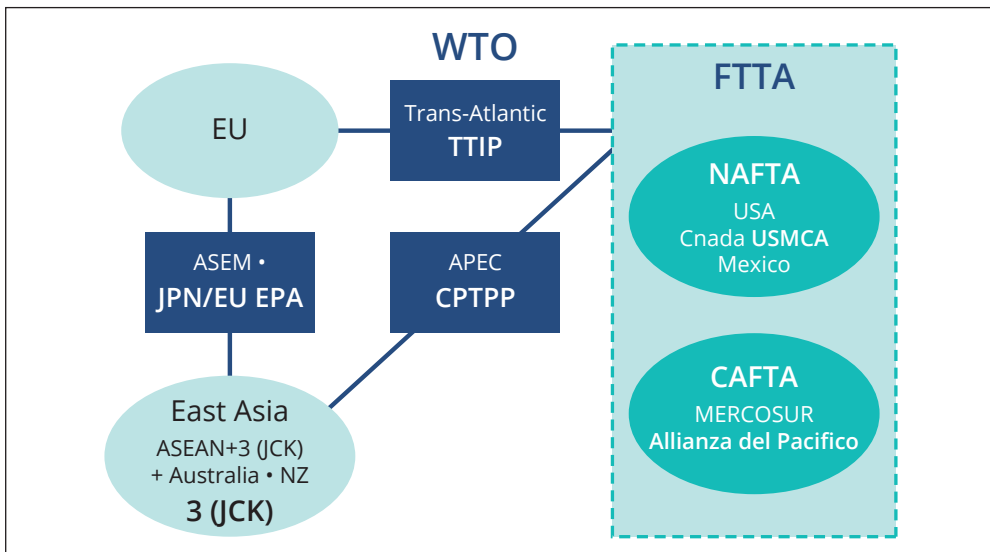 WTO
EU
Trans-Atlantic
TTIP
FTTA
NAFTA
USA
Cnada USMCA
Mexico
ASEM •
JPN/EU EPA
APEC
CPTPP
CAFTA
MERCOSUR
Allianza del Pacifico
East Asia
ASEAN+3 (JCK)
+ Australia • NZ
3 (JCK)